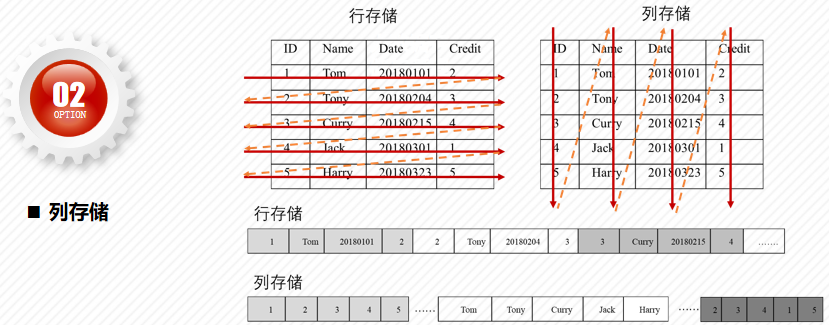 行存储
列存储
ID Name Date Credit
1 Tom 20180101 2
2 Tony 20180204 3
3 Curry 20180215 4
4 Jack 20180301 1
5 Harry 20180323 5
ID Name Date Credit
1 Tom 20180101 2
2 Tony 20180204 3
3 Curry 20180215 4
4 Jack 20180301 1
5 Harry 20180323 5
02
OPTION
■ 列存储
行存储
1 Tom 20180101 2 2 Tony 20180204 3 3 Curry 20180215 4 .......
列存储
1 2 3 4 5 …… Tom Tony Curry Jack Harry …… 2 3 4 1 5